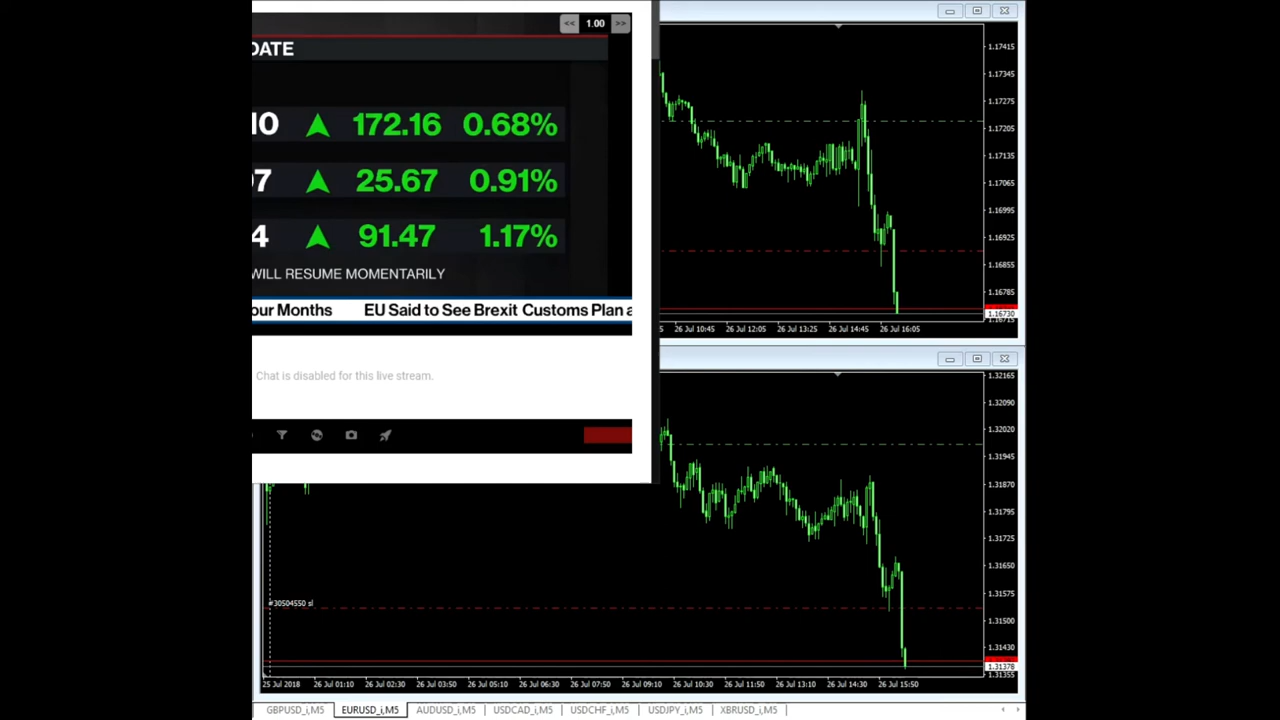 << 1.00 >>
DATE
10 172.16 0.68%
97 25.67 0.91%
4 91.47 1.17%
WILL RESUME MOMENTARILY
our Months EU Said to See Brexit Customs Plan a
Chat is disabled for this live stream.
1.17415
1.17345
1.17275
1.17205
1.17135
1.17065
1.16995
1.16925
1.16855
1.16785
1.16730
1.16715
26 Jul 10:45 26 Jul 12:05 26 Jul 13:25 26 Jul 14:45 26 Jul 16:05
1.32165
1.32090
1.32020
1.31945
1.31870
1.31795
1.31725
1.31650
1.31575
1.31500
1.31430
1.31378
1.31355
#30504550 sl
25 Jul 2018 26 Jul 01:10 26 Jul 02:30 26 Jul 03:50 26 Jul 05:10 26 Jul 06:30 26 Jul 07:50 26 Jul 09:10 26 Jul 10:30 26 Jul 11:50 26 Jul 13:10 26 Jul 14:30 26 Jul 15:50
GBPUSD_i,M5 EURUSD_i,M5 AUDUSD_i,M5 USDCAD_i,M5 USDCHF_i,M5 USDJPY_i,M5 XBRUSD_i,M5